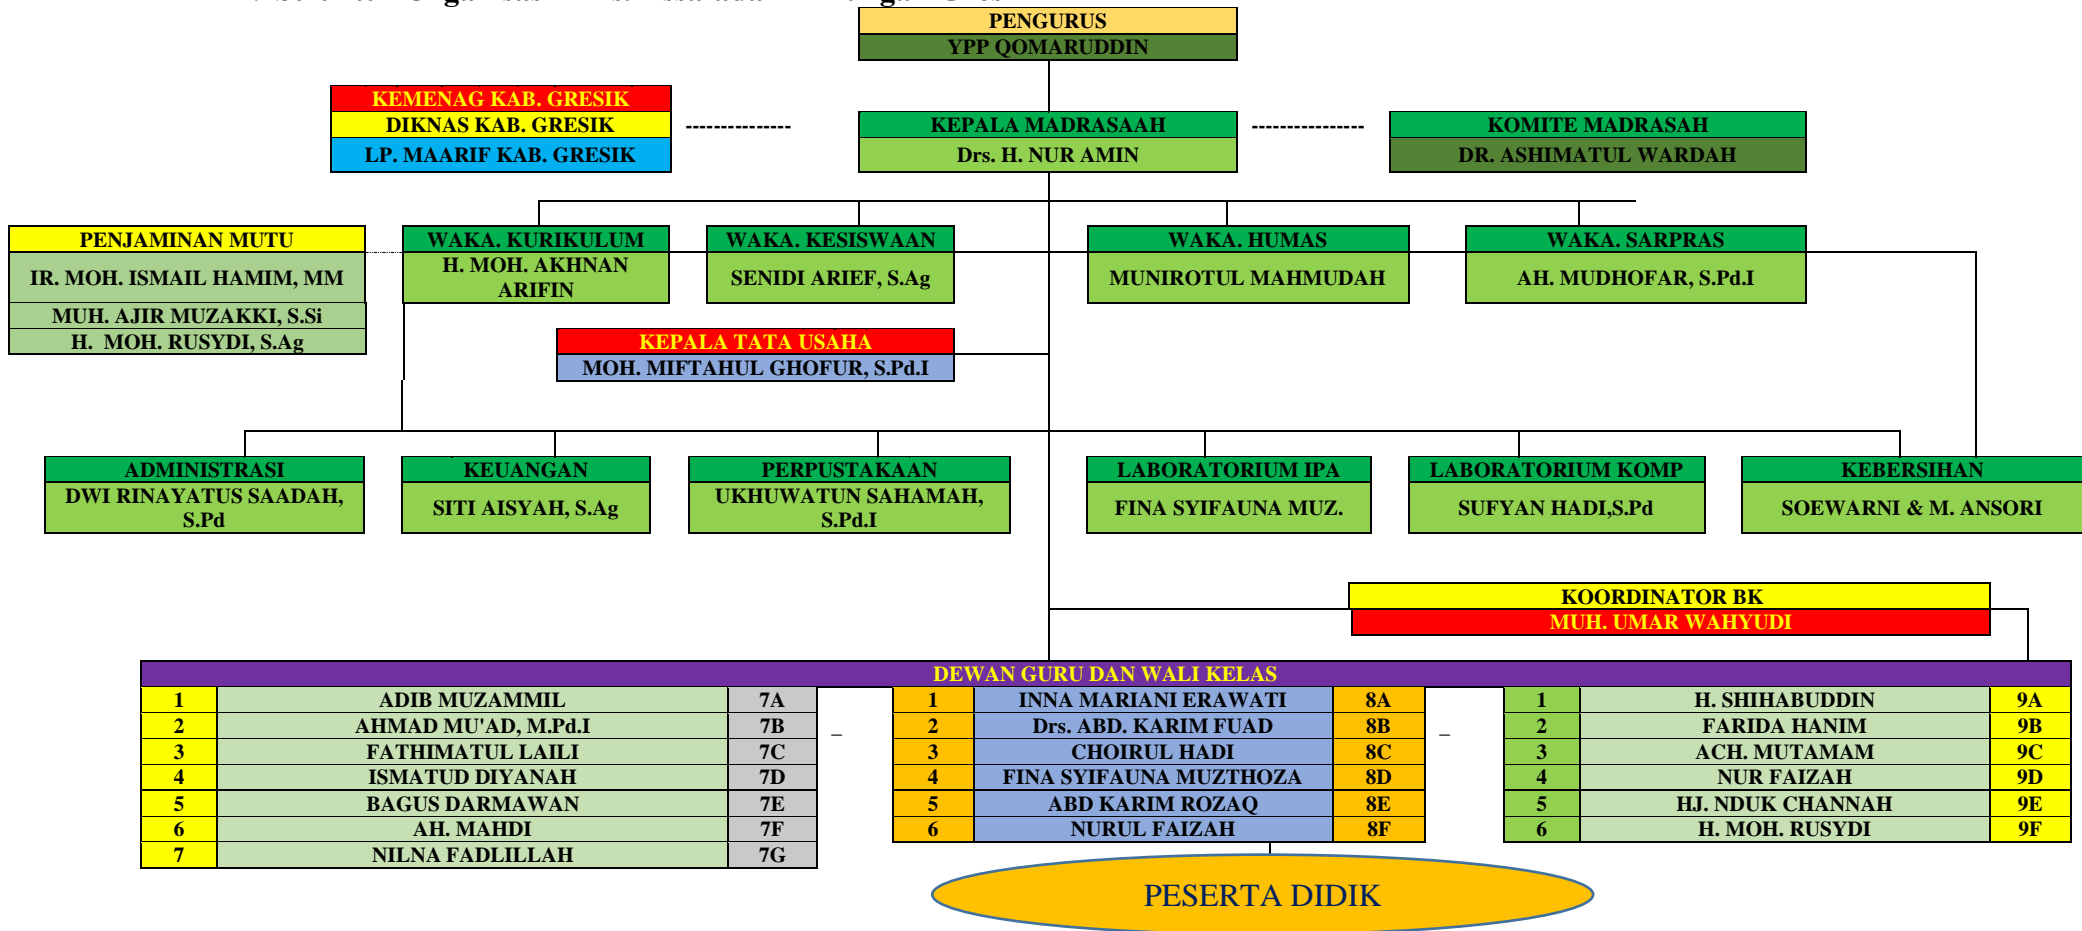 PENGURUS
YPP QOMARUDDIN
KEMENAG KAB. GRESIK
DIKNAS KAB. GRESIK
LP. MAARIF KAB. GRESIK
---------------
KEPALA MADRASAAH
Drs. H. NUR AMIN
----------------
KOMITE MADRASAH
DR. ASHIMATUL WARDAH
PENJAMINAN MUTU
IR. MOH. ISMAIL HAMIM, MM
MUH. AJIR MUZAKKI, S.Si
H.  MOH. RUSYDI, S.Ag
WAKA. KURIKULUM
H. MOH. AKHNAN
ARIFIN
WAKA. KESISWAAN
SENIDI ARIEF, S.Ag
WAKA. HUMAS
MUNIROTUL MAHMUDAH
WAKA. SARPRAS
AH. MUDHOFAR, S.Pd.I
KEPALA TATA USAHA
MOH. MIFTAHUL GHOFUR, S.Pd.I
ADMINISTRASI
DWI RINAYATUS SAADAH,
S.Pd
KEUANGAN
SITI AISYAH, S.Ag
PERPUSTAKAAN
UKHUWATUN SAHAMAH,
S.Pd.I
LABORATORIUM IPA
FINA SYIFAUNA MUZ.
LABORATORIUM KOMP
SUFYAN HADI,S.Pd
KEBERSIHAN
SOEWARNI & M. ANSORI
KOORDINATOR BK
MUH. UMAR WAHYUDI
DEWAN GURU DAN WALI KELAS
1 ADIB MUZAMMIL 7A
2 AHMAD MU'AD, M.Pd.I 7B
3 FATHIMATUL LAILI 7C
4 ISMATUD DIYANAH 7D
5 BAGUS DARMAWAN 7E
6 AH. MAHDI 7F
7 NILNA FADLILLAH 7G
1 INNA MARIANI ERAWATI 8A
2 Drs. ABD. KARIM FUAD 8B
3 CHOIRUL HADI 8C
4 FINA SYIFAUNA MUZTHOZA 8D
5 ABD KARIM ROZAQ 8E
6 NURUL FAIZAH 8F
1 H. SHIHABUDDIN 9A
2 FARIDA HANIM 9B
3 ACH. MUTAMAM 9C
4 NUR FAIZAH 9D
5 HJ. NDUK CHANNAH 9E
6 H. MOH. RUSYDI 9F
PESERTA DIDIK